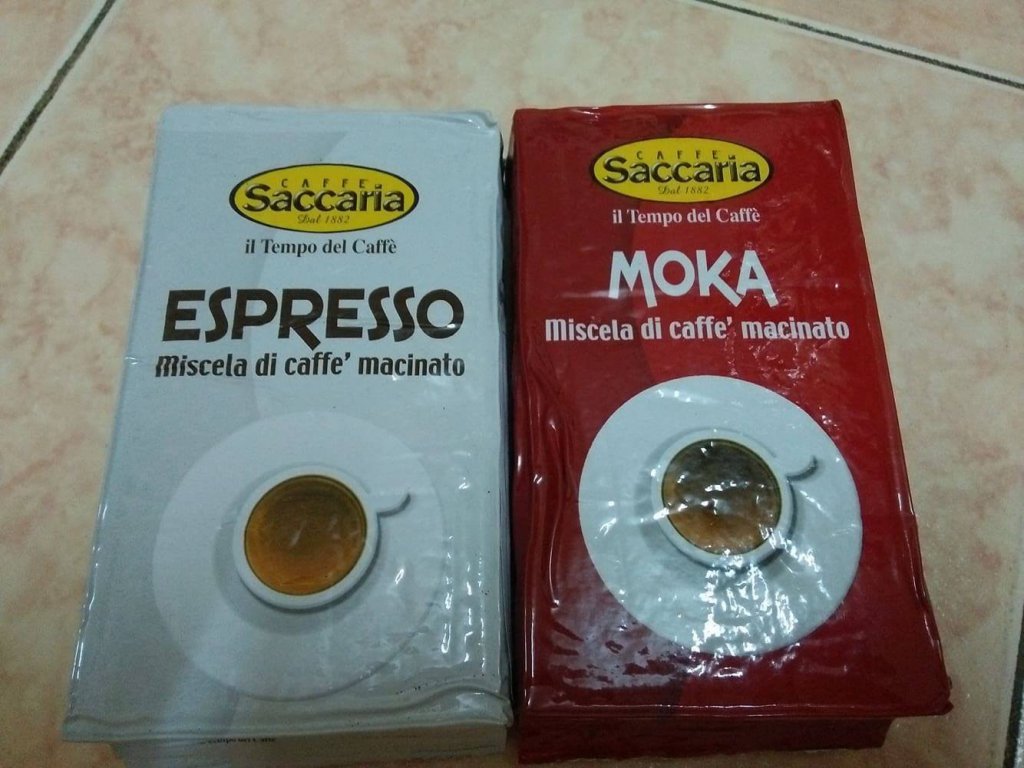 CAFFE
Saccaria
Dal 1882
il Tempo del Caffè
ESPRESSO
Miscela di caffe' macinato
CAFFE
Saccaria
Dal 1882
il Tempo del Caffè
MOKA
Miscela di caffe' macinato